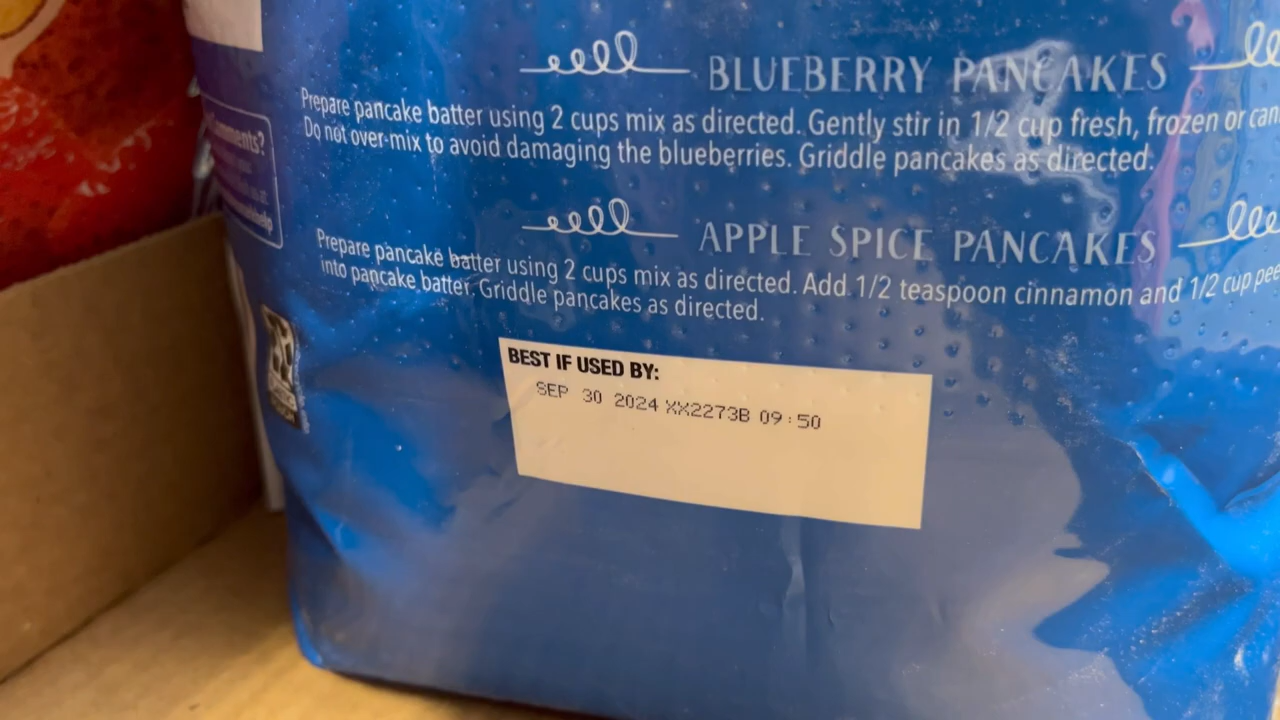 BLUEBERRY PANCAKES
Prepare pancake batter using 2 cups mix as directed. Gently stir in 1/2 cup fresh, frozen or
Do not over-mix to avoid damaging the blueberries. Griddle pancakes as directed.
Comments?
APPLE SPICE PANCAKES
Prepare pancake batter using 2 cups mix as directed. Add 1/2 teaspoon cinnamon and 1/2 cup
into pancake batter. Griddle pancakes as directed.
BEST IF USED BY:
SEP 30 2024 XX2273B 09:50